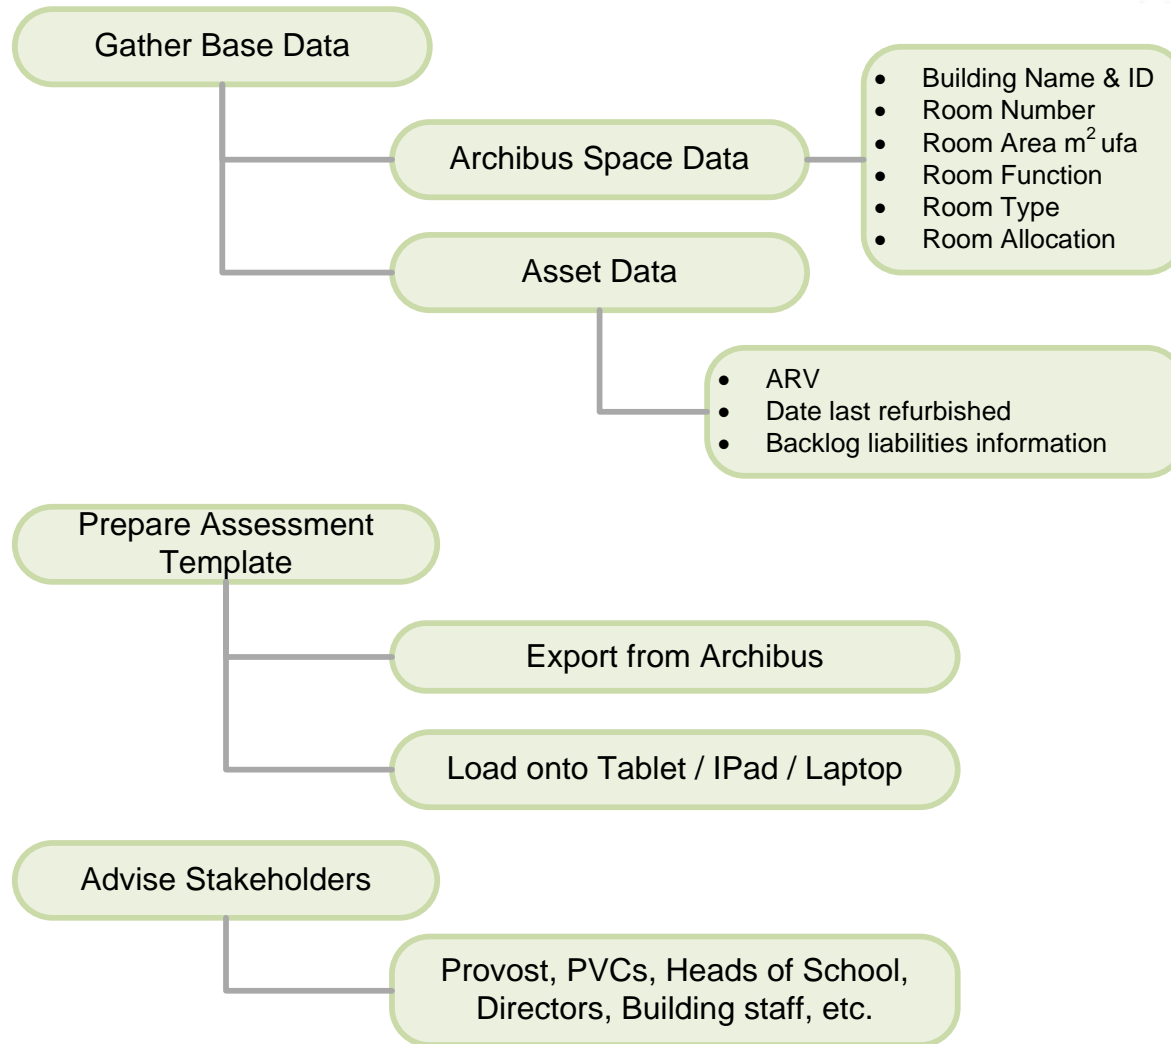 Gather Base Data
Archibus Space Data
• Building Name & ID
• Room Number
• Room Area m² ufa
• Room Function
• Room Type
• Room Allocation
Asset Data
• ARV
• Date last refurbished
• Backlog liabilities information
Prepare Assessment
Template
Export from Archibus
Load onto Tablet / IPad / Laptop
Advise Stakeholders
Provost, PVCs, Heads of School,
Directors, Building staff, etc.